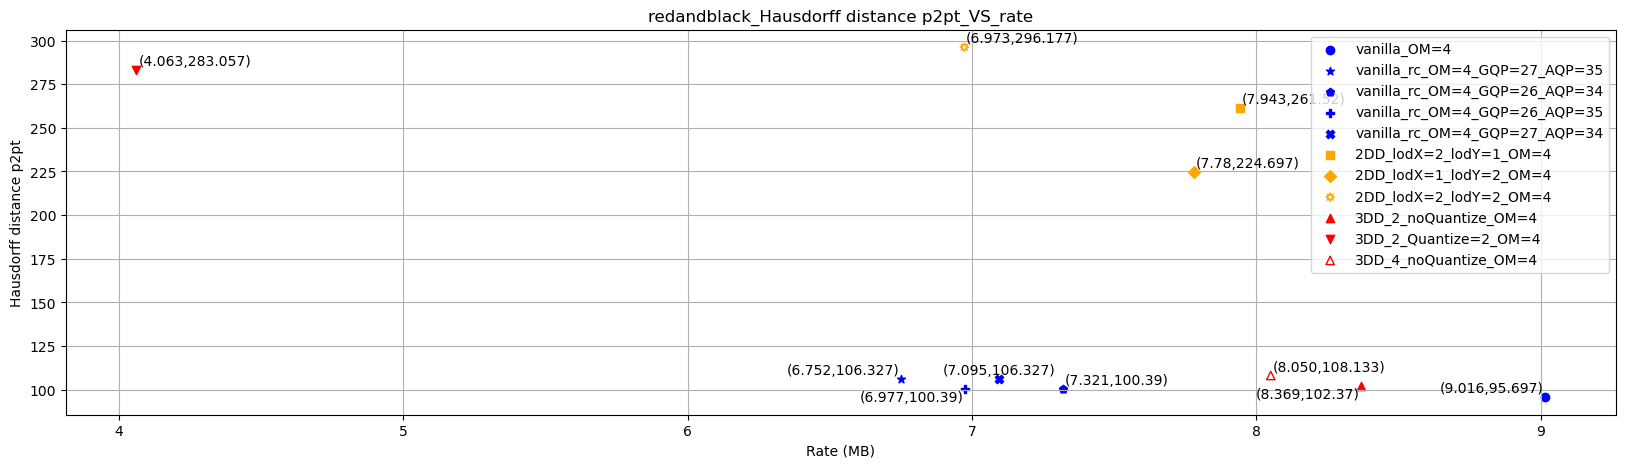 redandblack_Hausdorff distance p2pt_VS_rate
Hausdorff distance p2pt
300
275
250
225
200
175
150
125
100
(4.063,283.057)
(6.973,296.177)
(7.943,261.52)
(7.78,224.697)
(6.752,106.327)
(7.095,106.327)
(6.977,100.39)
(7.321,100.39)
(8.050,108.133)
(8.369,102.37)
(9.016,95.697)
vanilla_OM=4
vanilla_rc_OM=4_GQP=27_AQP=35
vanilla_rc_OM=4_GQP=26_AQP=34
vanilla_rc_OM=4_GQP=26_AQP=35
vanilla_rc_OM=4_GQP=27_AQP=34
2DD_lodX=2_lodY=1_OM=4
2DD_lodX=1_lodY=2_OM=4
2DD_lodX=2_lodY=2_OM=4
3DD_2_noQuantize_OM=4
3DD_2_Quantize=2_OM=4
3DD_4_noQuantize_OM=4
4 5 6 7 8 9
Rate (MB)